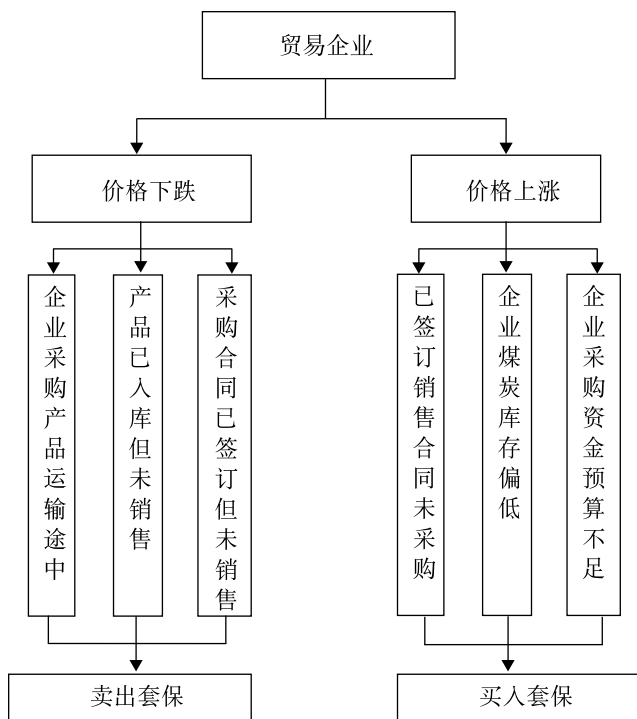 贸易企业
价格下跌
价格上涨
企业采购产品运输途中
产品已入库但未销售
采购合同已签订但未销售
已签订销售合同未采购
企业煤炭库存偏低
企业采购资金预算不足
卖出套保
买入套保